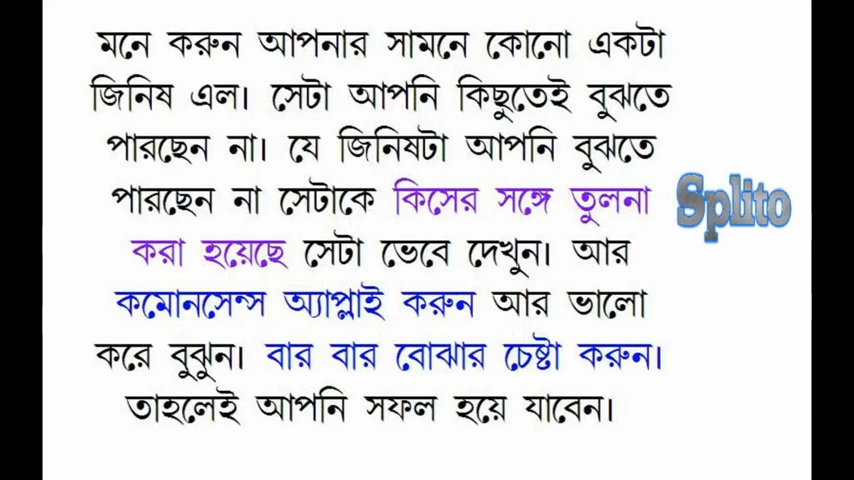 মনে করুন আপনার সামনে কোনো একটা
জিনিষ এল। সেটা আপনি কিছুতেই বুঝতে
পারছেন না। যে জিনিষটা আপনি বুঝতে
পারছেন না সেটাকে কিসের সঙ্গে তুলনা
করা হয়েছে সেটা ভেবে দেখুন। আর
কমোনসেন্স অ্যাপ্লাই করুন আর ভালো
করে বুঝুন। বার বার বোঝার চেষ্টা করুন।
তাহলেই আপনি সফল হয়ে যাবেন।
Splito